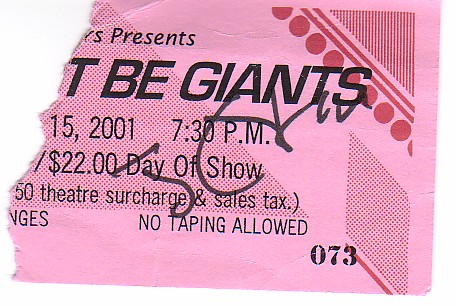 rs Presents
T BE GIANTS
15, 2001 7:30 P.M.
/$22.00 Day Of Show
50 theatre surcharge & sales tax.)
NGES NO TAPING ALLOWED
073